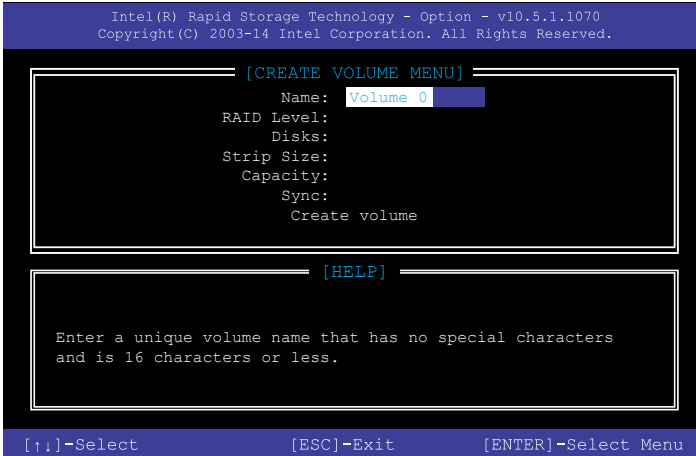 Intel(R) Rapid Storage Technology - Option - v10.5.1.1070
Copyright(C) 2003-14 Intel Corporation. All Rights Reserved.
[CREATE VOLUME MENU]
Name: Volume 0
RAID Level:
Disks:
Strip Size:
Capacity:
Sync:
Create volume
[HELP]
Enter a unique volume name that has no special characters
and is 16 characters or less.
[↑↓]-Select [ESC]-Exit [ENTER]-Select Menu